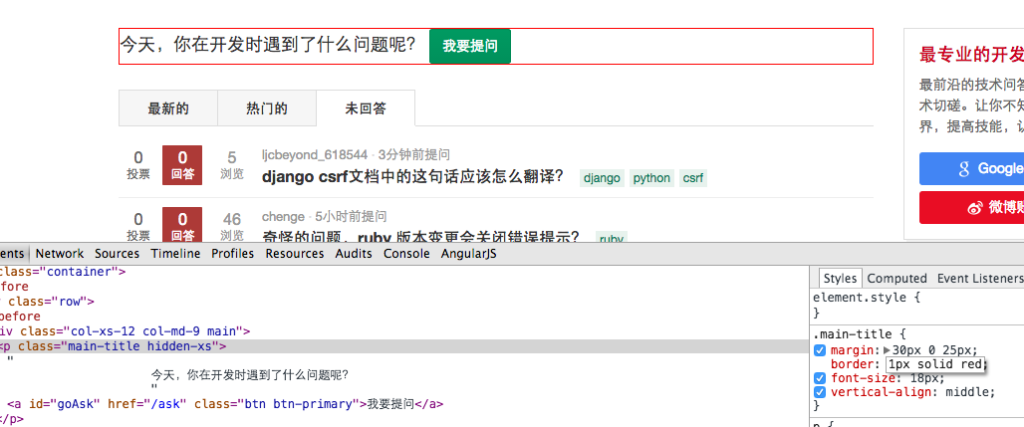 今天，你在开发时遇到了什么问题呢？ 我要提问
最新的 热门的 未回答
0 0 5 ljcbeyond_618544 · 3分钟前提问
投票 回答 浏览 django csrf文档中的这句话应该怎么翻译？ django python csrf
0 0 46 chenge · 5小时前提问
投票 回答 浏览 奇怪的问题，ruby 版本变更会关闭错误提示？ ruby
最专业的开发
最前沿的技术问答
术切磋。让你不知
界，提高技能，让
Google
微博账
ents Network Sources Timeline Profiles Resources Audits Console AngularJS
class="container">
fore
class="row">
before
iv class="col-xs-12 col-md-9 main">
<p class="main-title hidden-xs">
"
今天，你在开发时遇到了什么问题呢？
"
<a id="goAsk" href="/ask" class="btn btn-primary">我要提问</a>
</p>
Styles Computed Event Listeners
element.style {
}
.main-title {
margin: 30px 0 25px;
border: 1px solid red;
font-size: 18px;
vertical-align: middle;
}
p {